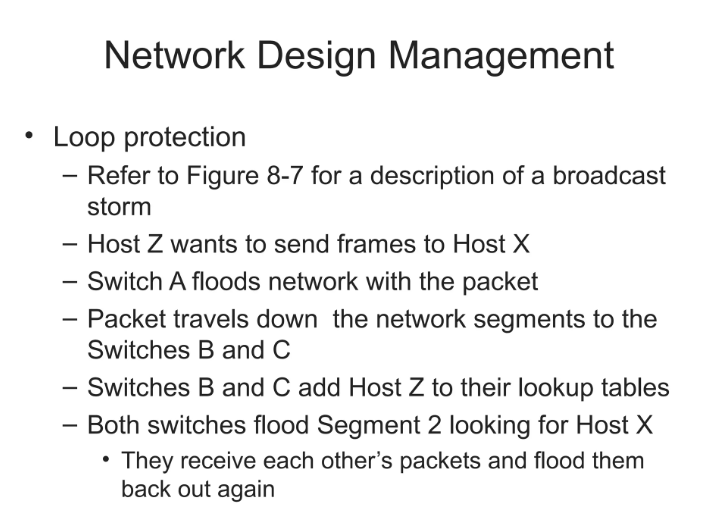 Network Design Management
• Loop protection
– Refer to Figure 8-7 for a description of a broadcast
storm
– Host Z wants to send frames to Host X
– Switch A floods network with the packet
– Packet travels down  the network segments to the
Switches B and C
– Switches B and C add Host Z to their lookup tables
– Both switches flood Segment 2 looking for Host X
• They receive each other’s packets and flood them
back out again